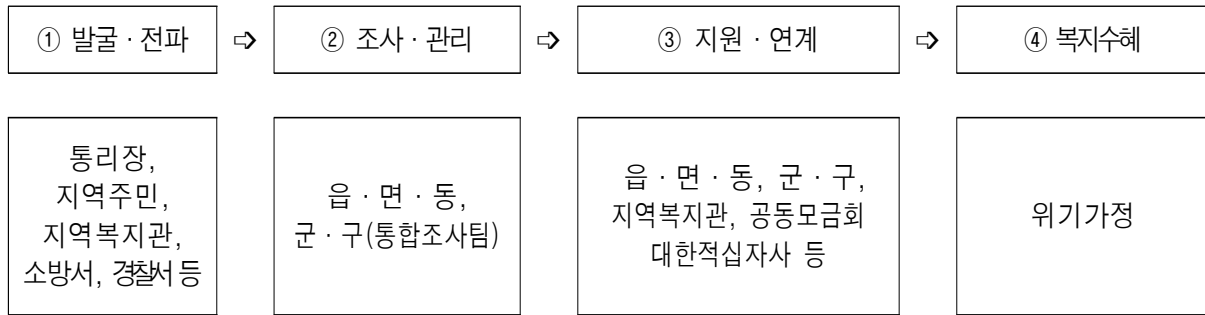 ① 발굴 · 전파 ➩ ② 조사 · 관리 ➩ ③ 지원 · 연계 ➩ ④ 복지수혜
통리장,
지역주민,
지역복지관,
소방서, 경찰서 등
읍 · 면 · 동,
군 · 구(통합조사팀)
읍 · 면 · 동, 군 · 구,
지역복지관, 공동모금회
대한적십자사 등
위기가정